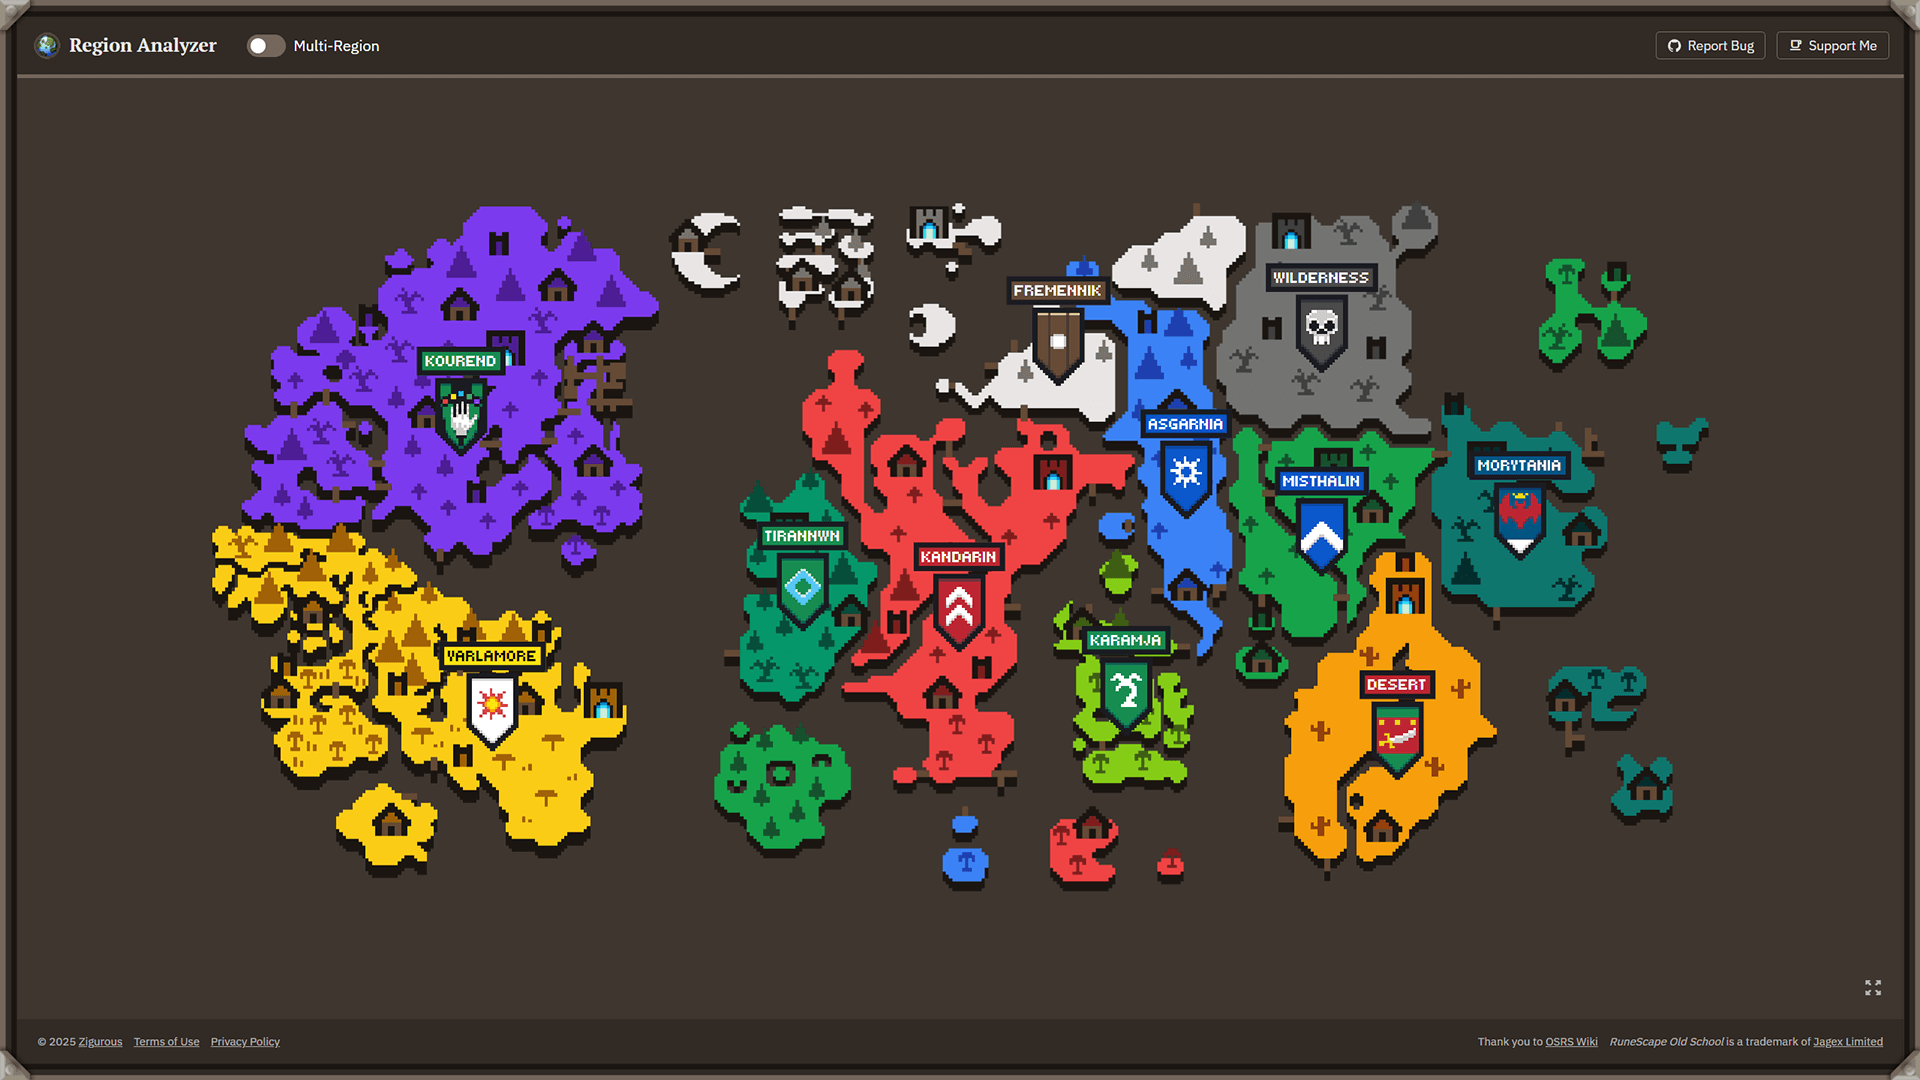 Region Analyzer
Multi-Region
Report Bug
Support Me
WILDERNESS
FREMENNIK
KOUREND
ASGARNIA
MORYTANIA
MISTHALIN
TIRANNWN
KANDARIN
KARAMJA
VARLAMORE
DESERT
© 2025 Zigurous Terms of Use Privacy Policy
Thank you to OSRS Wiki RuneScape Old School is a trademark of Jagex Limited